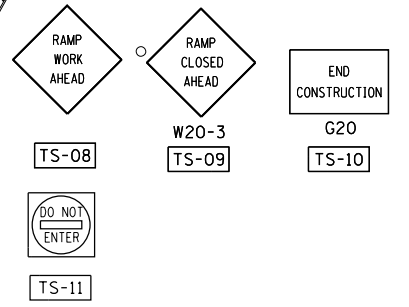 RAMP
WORK
AHEAD
TS-08
RAMP
CLOSED
AHEAD
W20-3
TS-09
END
CONSTRUCTION
G20
TS-10
DO NOT
ENTER
TS-11